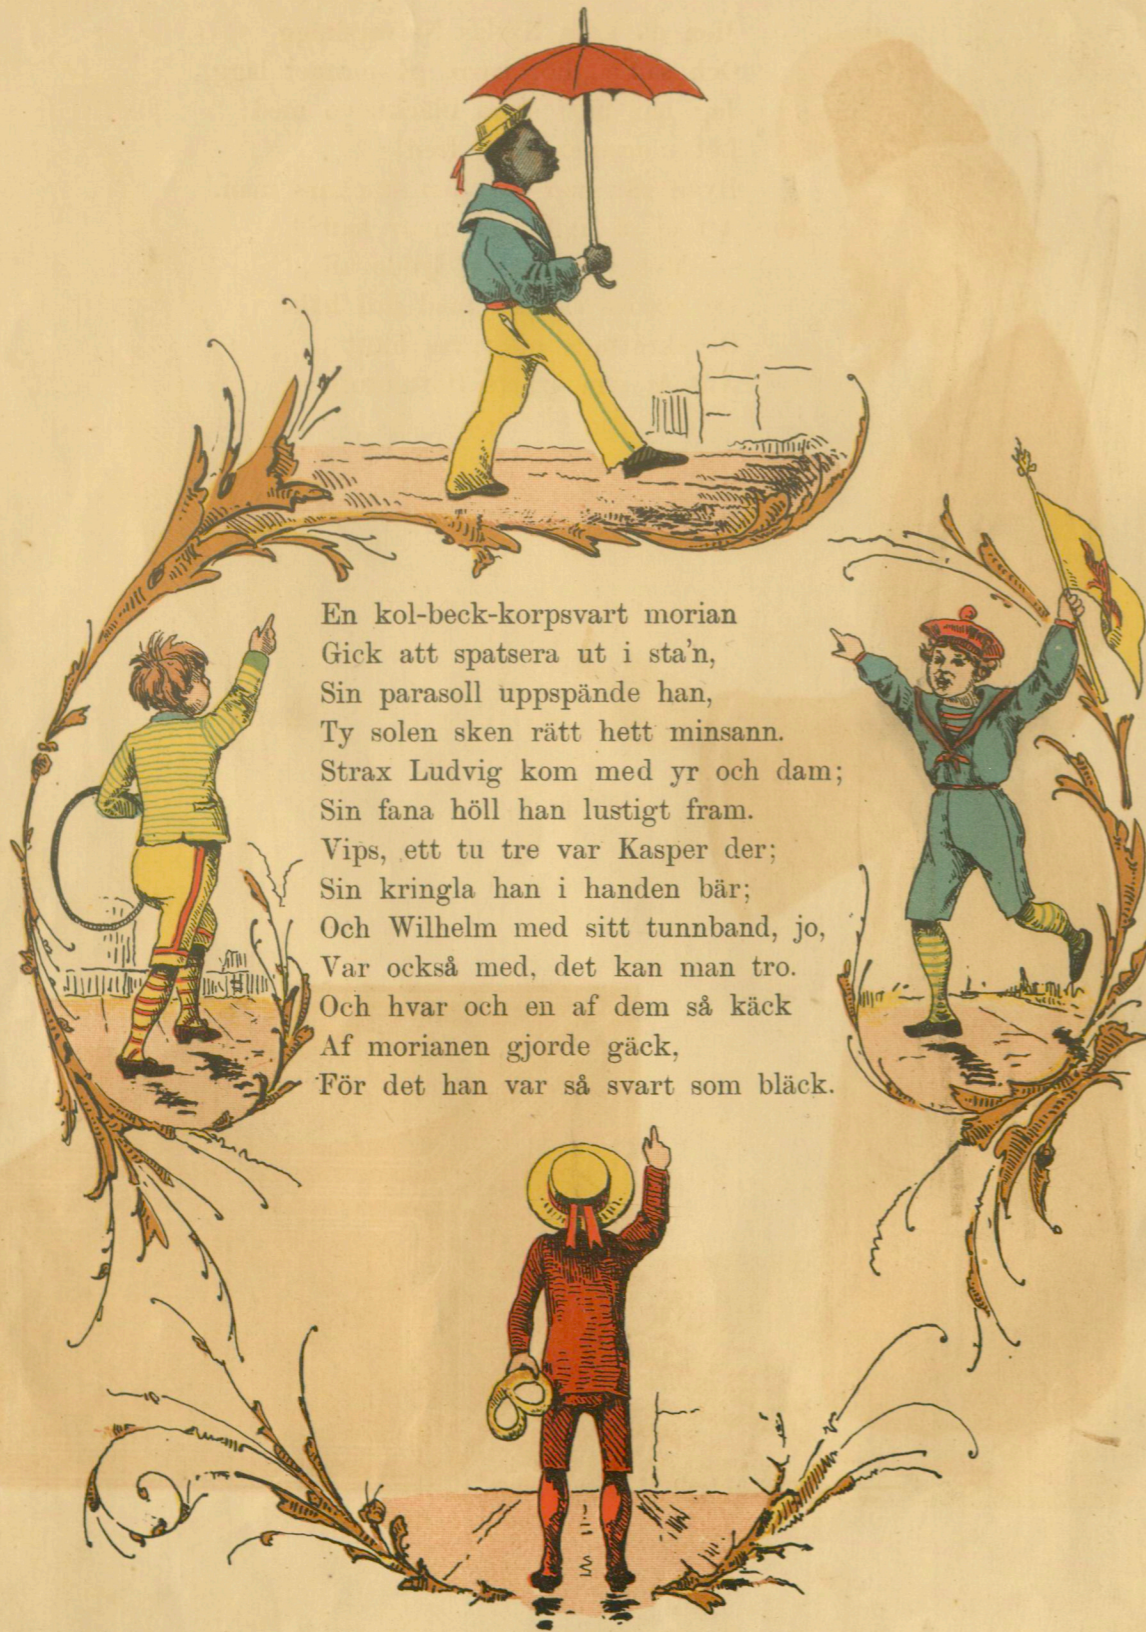 En kol-beck-korpsvart morian
Gick att spatsera ut i sta'n,
Sin parasoll uppspände han,
Ty solen sken rätt hett minsann.
Strax Ludvig kom med yr och dam;
Sin fana höll han lustigt fram.
Vips, ett tu tre var Kasper der;
Sin kringla han i handen bär;
Och Wilhelm med sitt tunnband, jo,
Var också med, det kan man tro.
Och hvar och en af dem så käck
Af morianen gjorde gäck,
För det han var så svart som bläck.